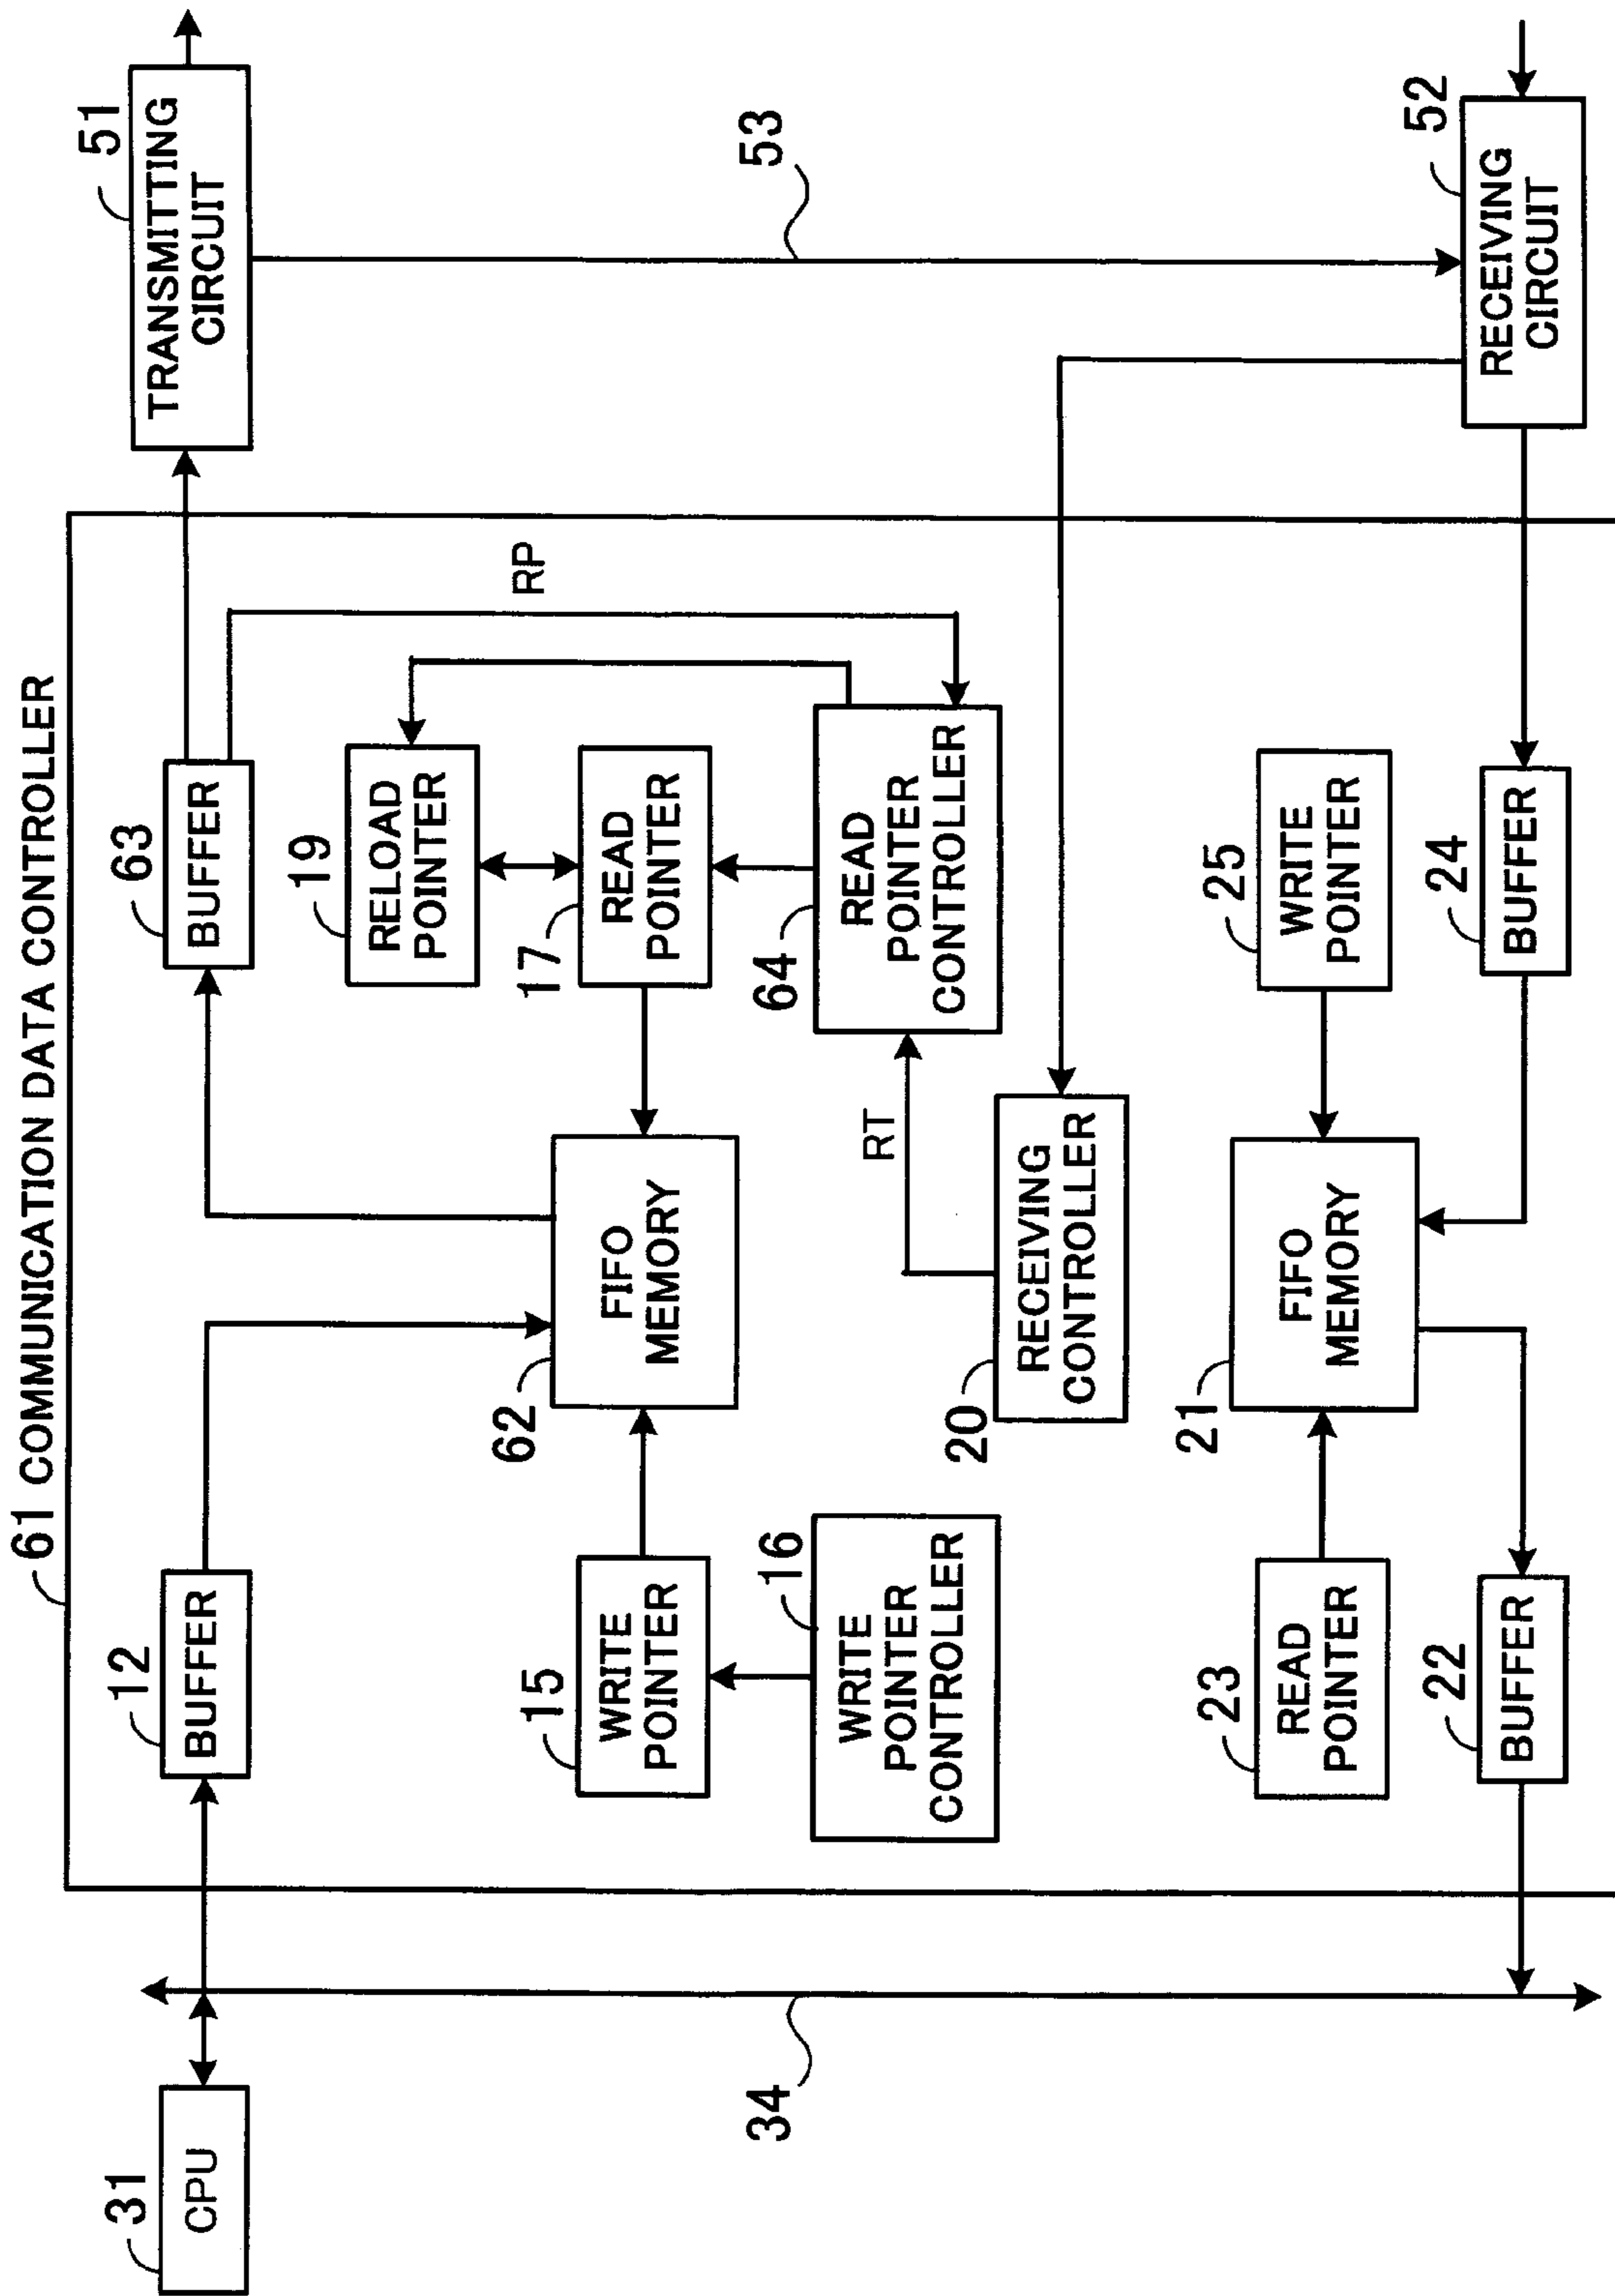 61 COMMUNICATION DATA CONTROLLER
31
CPU
34
12
BUFFER
63
BUFFER
51
TRANSMITTING
CIRCUIT
19
RELOAD
POINTER
RP
15
WRITE
POINTER
62
FIFO
MEMORY
17
READ
POINTER
53
16
WRITE
POINTER
CONTROLLER
RT
64
READ
POINTER
CONTROLLER
20
RECEIVING
CONTROLLER
23
READ
POINTER
21
FIFO
MEMORY
25
WRITE
POINTER
22
BUFFER
24
BUFFER
52
RECEIVING
CIRCUIT